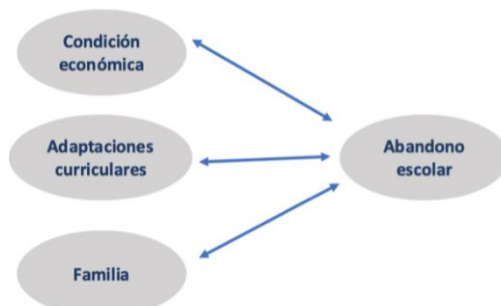 Condición
económica
Adaptaciones
curriculares
Abandono
escolar
Familia